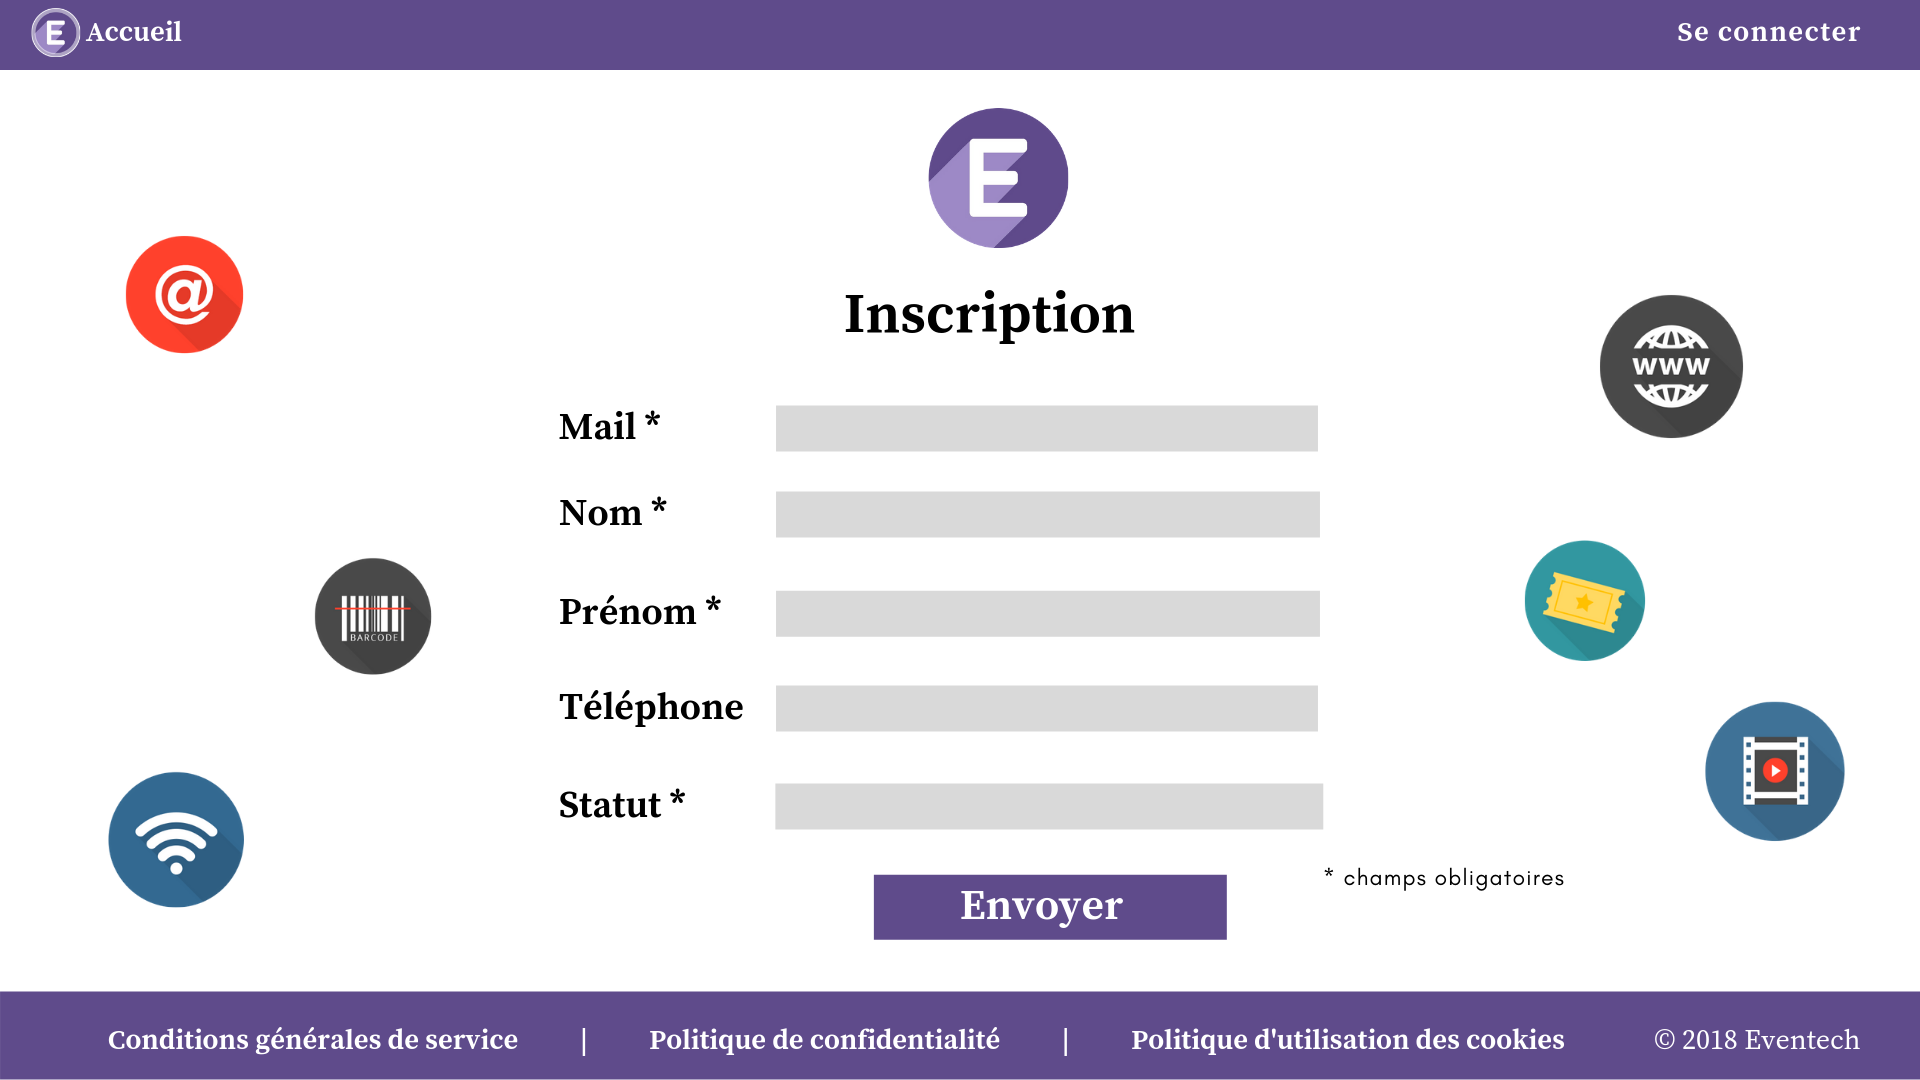 E Accueil
Se connecter
E
@
Inscription
WWW
Mail *
Nom *
Prénom *
BARCODE
Téléphone
Statut *
* champs obligatoires
Envoyer
Conditions générales de service | Politique de confidentialité | Politique d'utilisation des cookies © 2018 Eventech